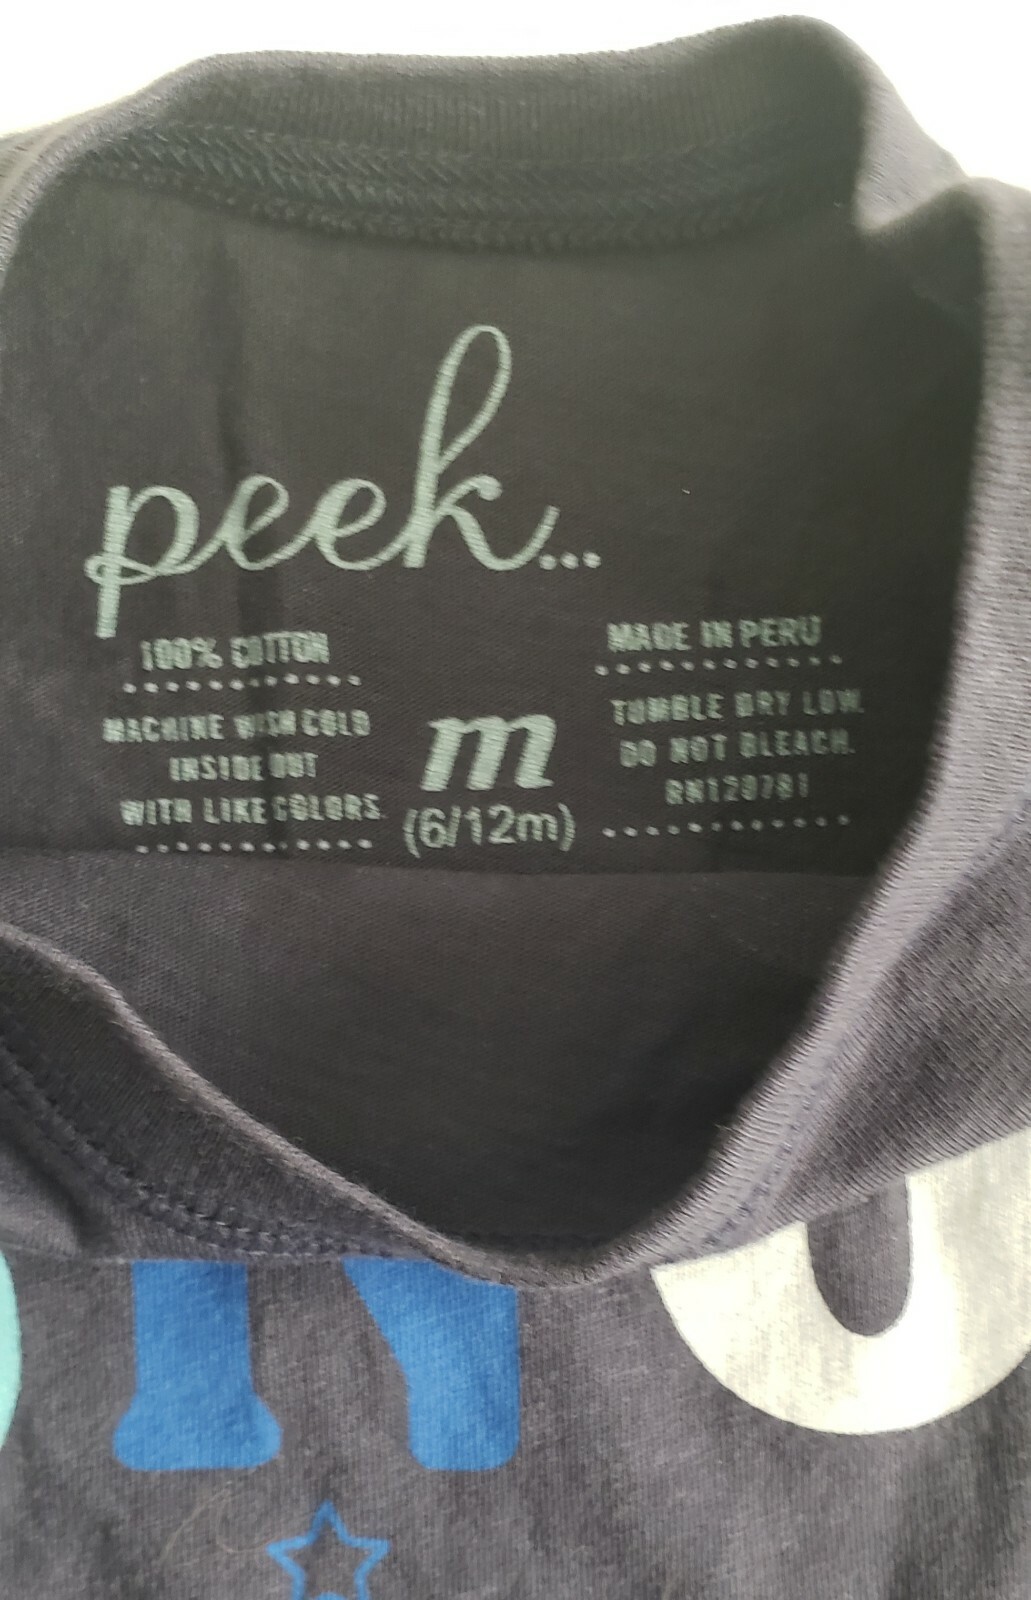 peek...
100% COTTON
MACHINE WASH COLD
INSIDE OUT
WITH LIKE COLORS.
m
(6/12m)
MADE IN PERU
TUMBLE DRY LOW.
DO NOT BLEACH.
RN120781